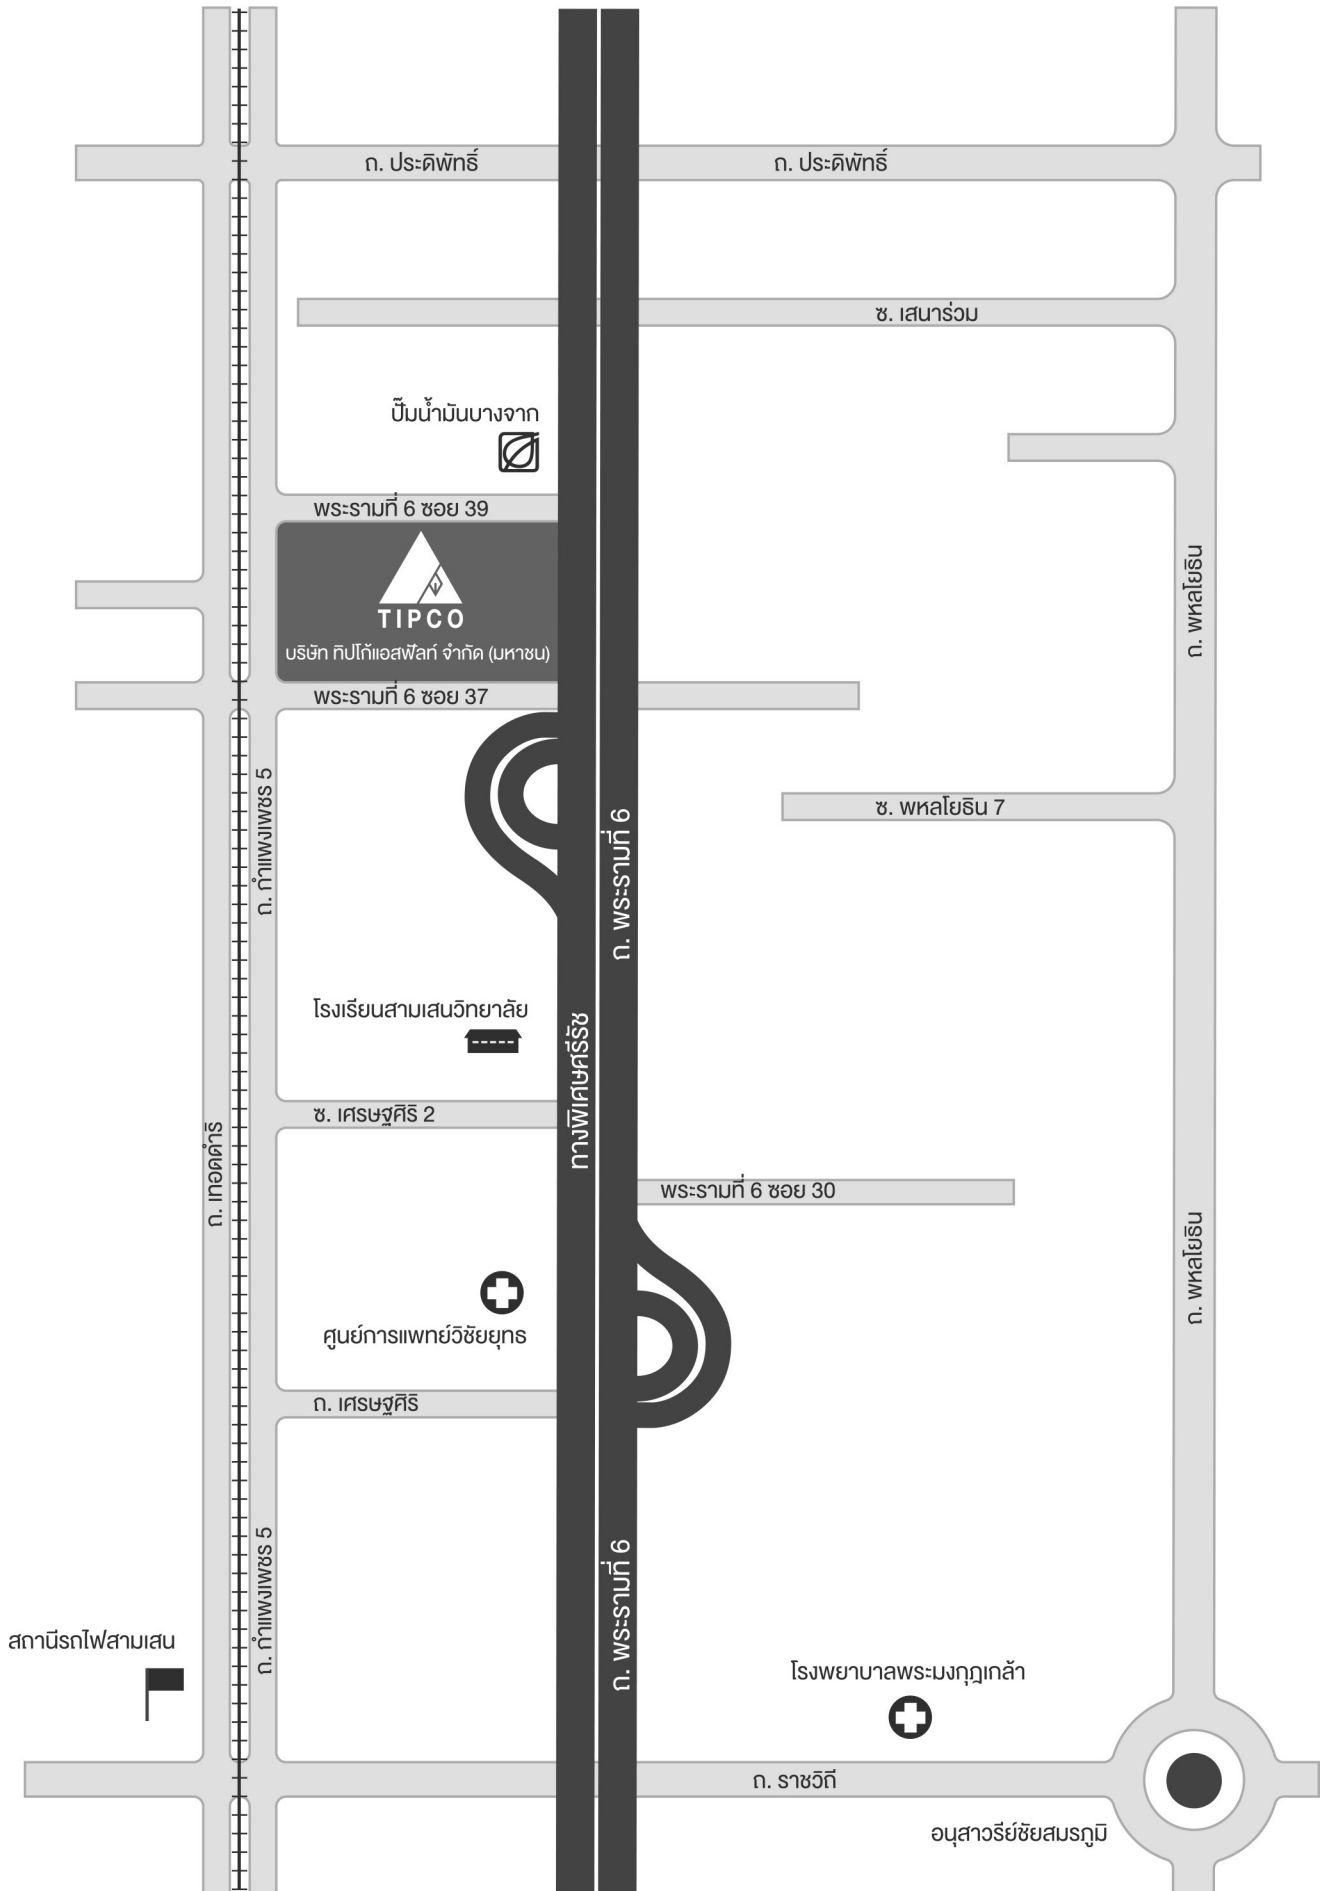 ถ. ประดิพัทธิ์
ถ. ประดิพัทธิ์
ซ. เสนาร่วม
ปั๊มน้ำมันบางจาก
พระรามที่ 6 ซอย 39
TIPCO
บริษัท ทิปโก้แอสฟัลท์ จำกัด (มหาชน)
ถ. พหลโยธิน
พระรามที่ 6 ซอย 37
ถ. กำแพงเพชร 5
ถ. พระรามที่ 6
ซ. พหลโยธิน 7
โรงเรียนสามเสนวิทยาลัย
ทางพิเศษศรีรัช
ซ. เศรษฐศิริ 2
ถ. เทอดดำริ
พระรามที่ 6 ซอย 30
ถ. พหลโยธิน
ศูนย์การแพทย์วิชัยยุทธ
ถ. เศรษฐศิริ
ถ. กำแพงเพชร 5
ถ. พระรามที่ 6
สถานีรถไฟสามเสน
โรงพยาบาลพระมงกุฎเกล้า
ถ. ราชวิถี
อนุสาวรีย์ชัยสมรภูมิ